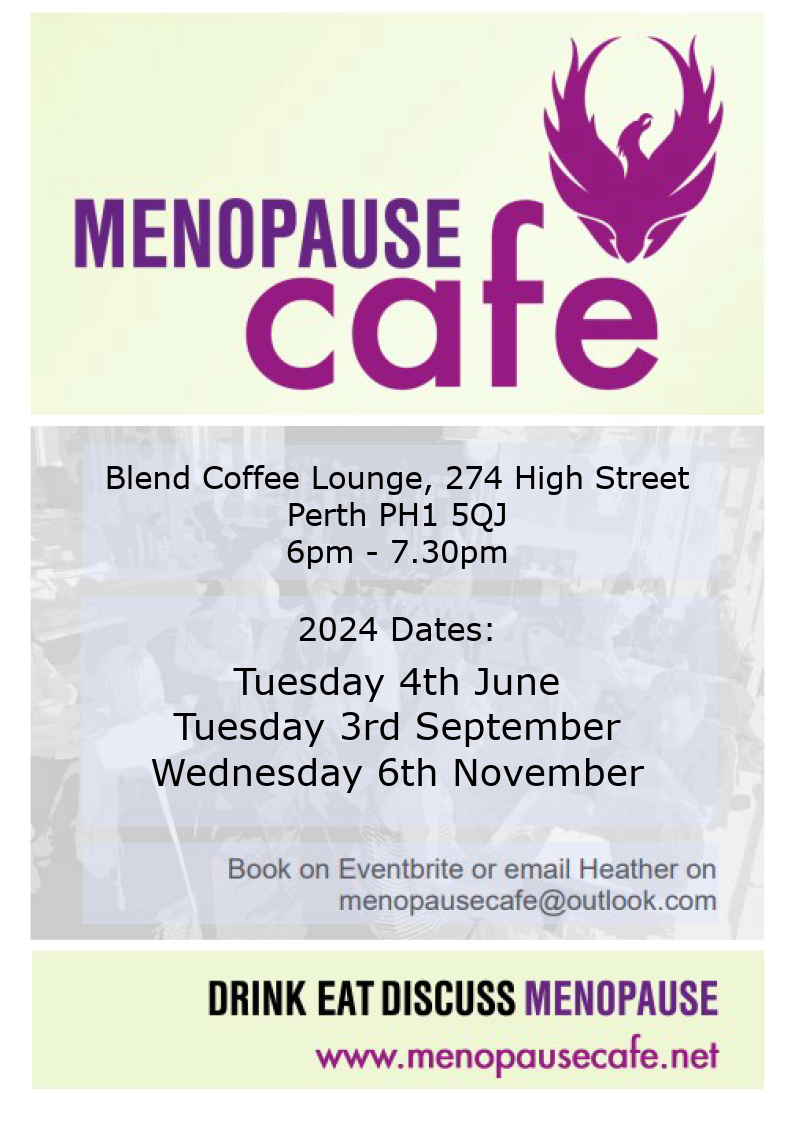 MENOPAUSE
cafe
Blend Coffee Lounge, 274 High Street
Perth PH1 5QJ
6pm - 7.30pm
2024 Dates:
Tuesday 4th June
Tuesday 3rd September
Wednesday 6th November
Book on Eventbrite or email Heather on
menopausecafe@outlook.com
DRINK EAT DISCUSS MENOPAUSE
www.menopausecafe.net